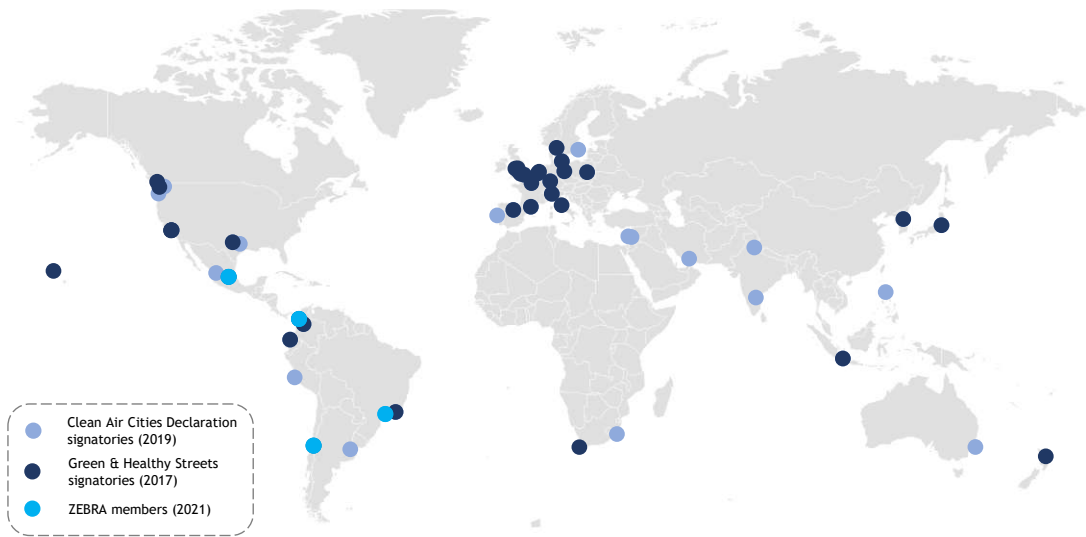 Clean Air Cities Declaration
signatories (2019)
Green & Healthy Streets
signatories (2017)
ZEBRA members (2021)